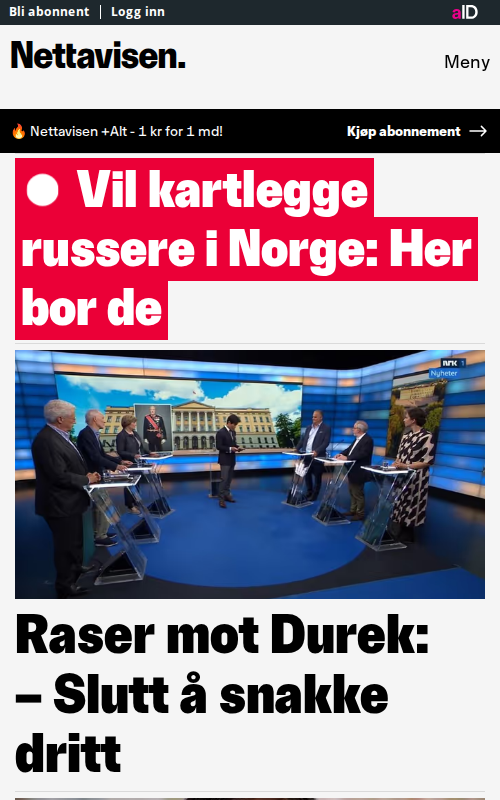 Bli abonnent | Logg inn
aID
Nettavisen.
Meny
🔥 Nettavisen +Alt - 1 kr for 1 md!
Kjøp abonnement →
Vil kartlegge
russere i Norge: Her
bor de
NRK 1
Nyheter
Raser mot Durek:
– Slutt å snakke
dritt